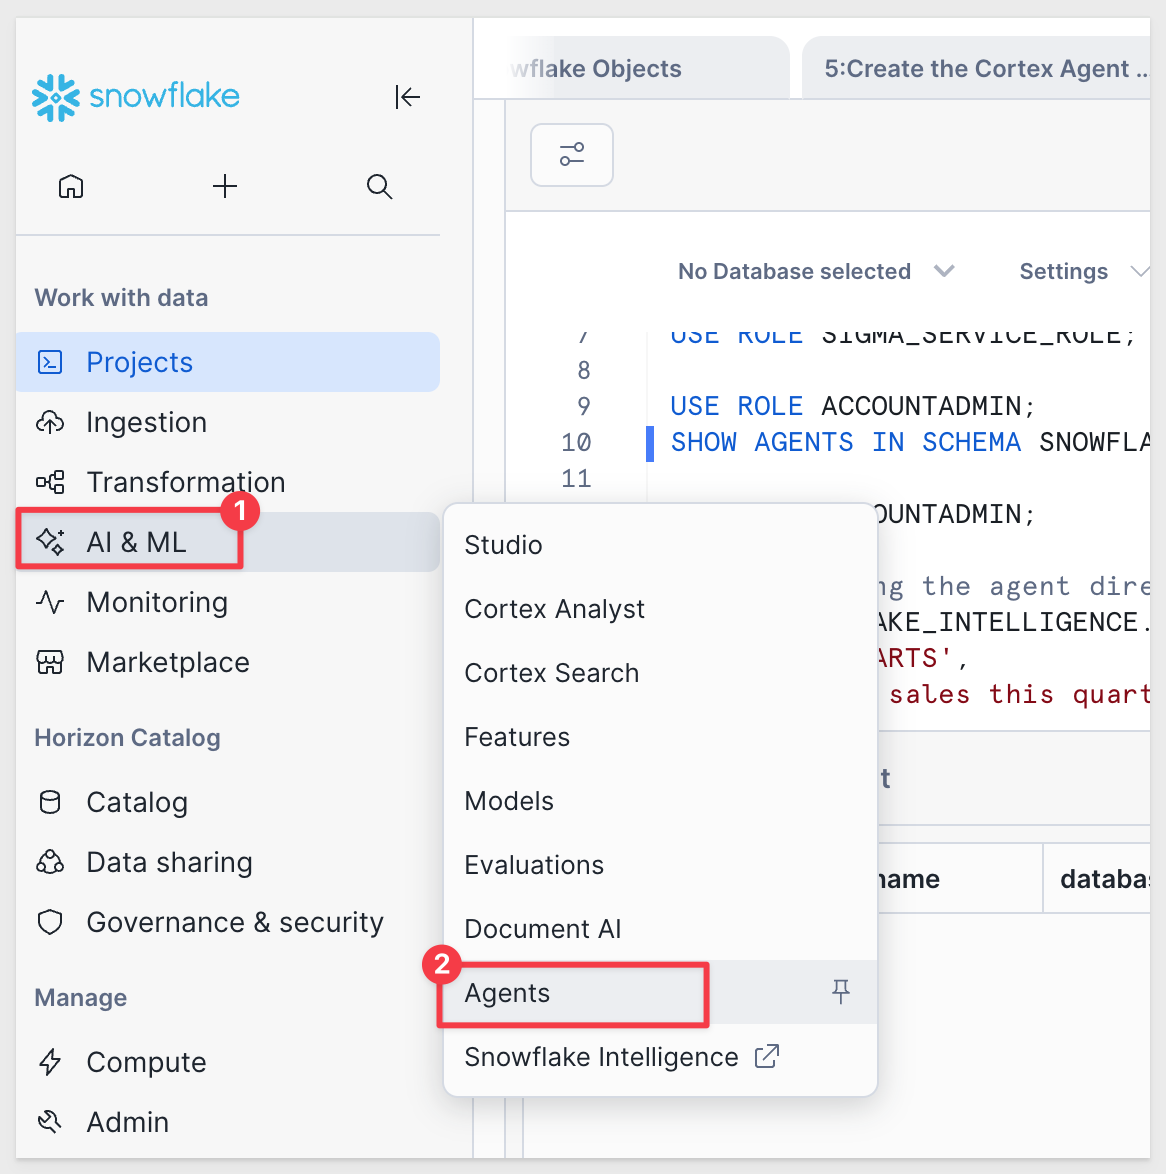 snowflake
Work with data
Projects
Ingestion
Transformation
1
AI & ML
Monitoring
Marketplace
Horizon Catalog
Catalog
Data sharing
Governance & security
Manage
Compute
Admin
wflake Objects
5:Create the Cortex Agent ...
No Database selected
Settings
7 USE ROLE SIGMA_SERVICE_ROLE;
8
9 USE ROLE ACCOUNTADMIN;
10 SHOW AGENTS IN SCHEMA SNOWFLA
11
OUNTADMIN;
ng the agent dire
AKE_INTELLIGENCE.
ARTS',
sales this quart
t
name
databas
Studio
Cortex Analyst
Cortex Search
Features
Models
Evaluations
Document AI
2
Agents
Snowflake Intelligence